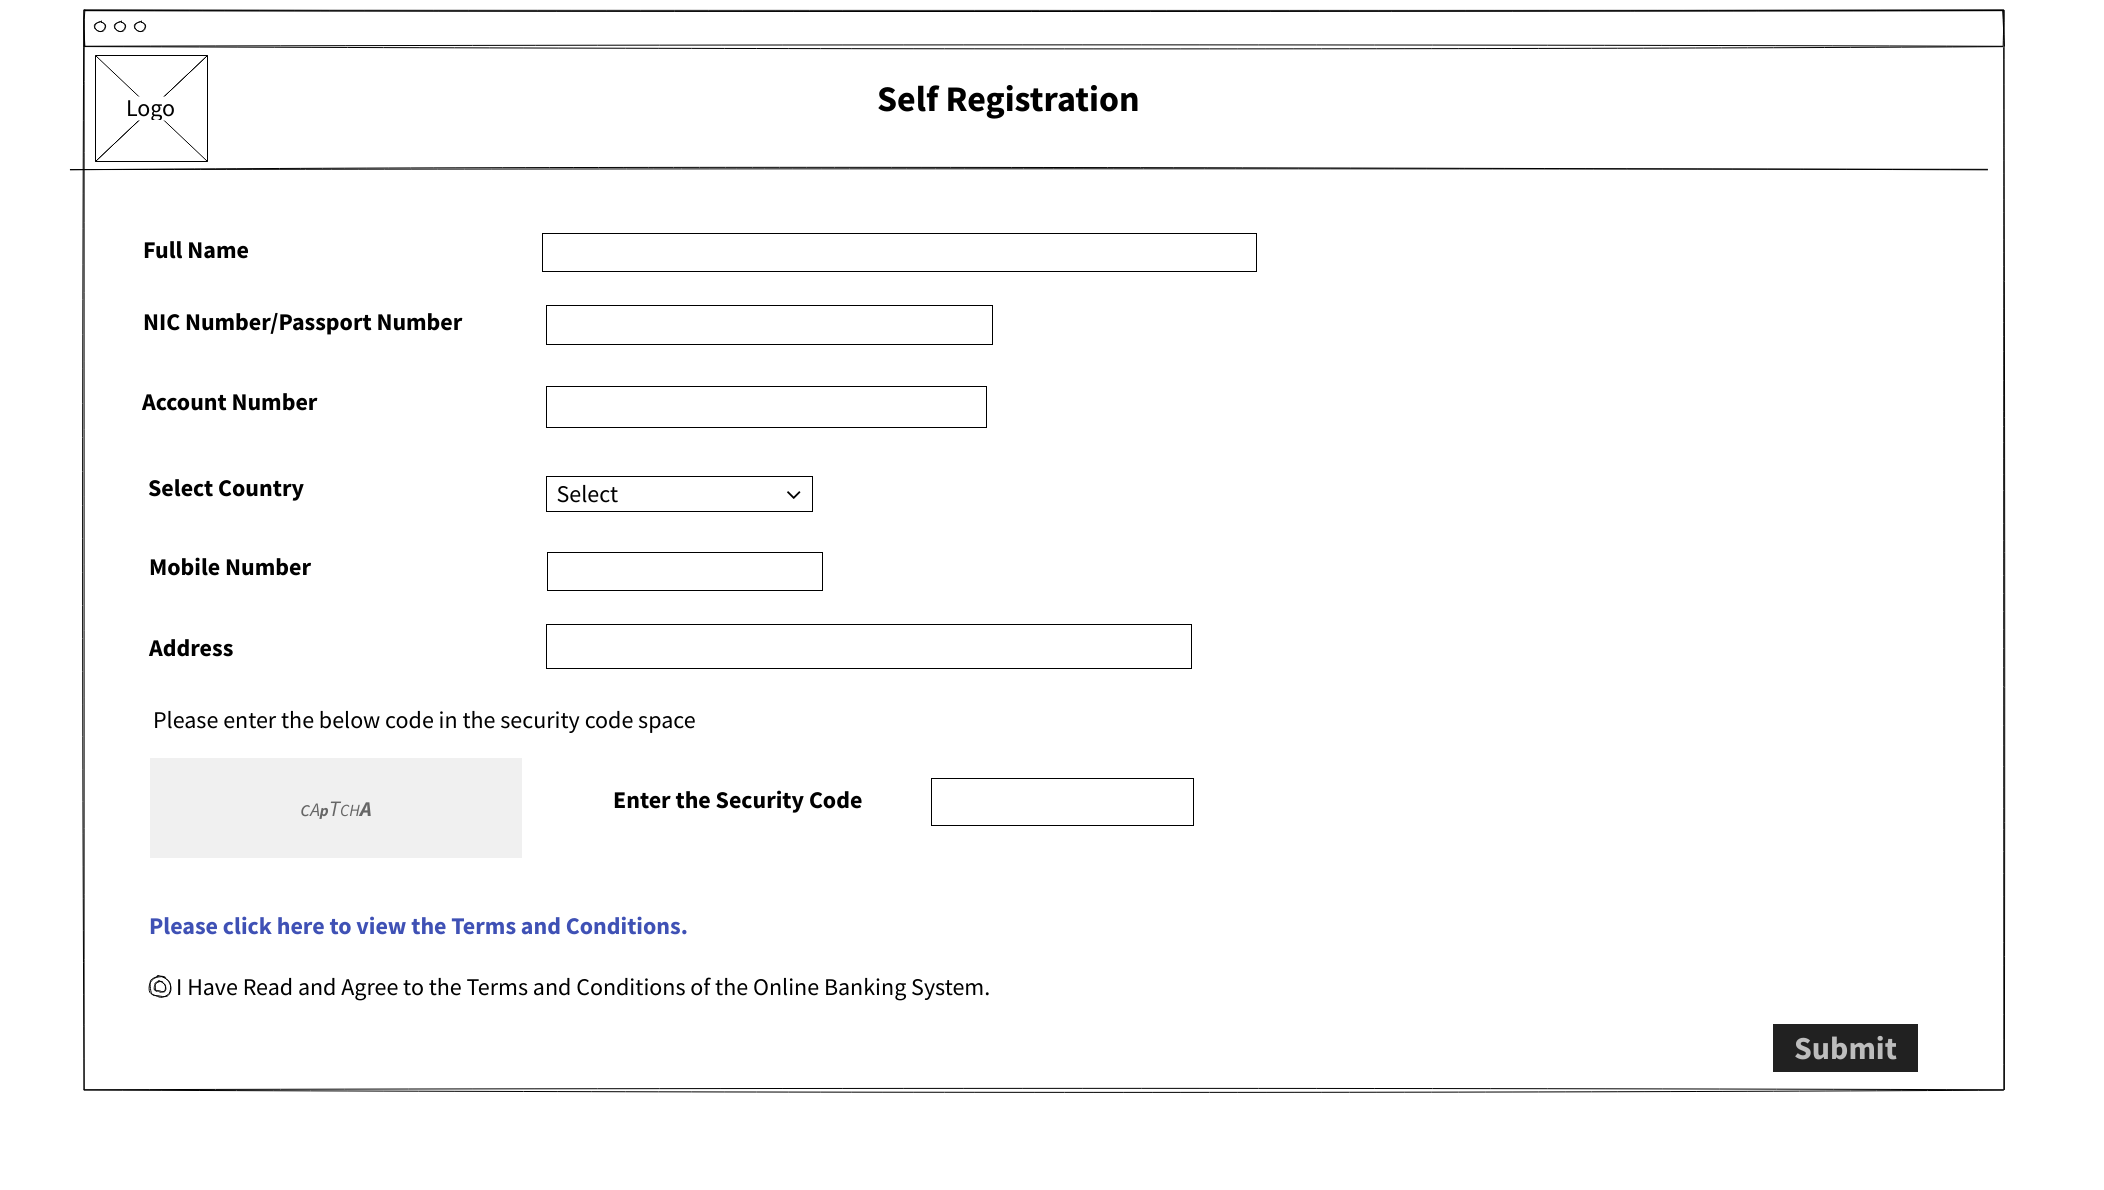 Logo
Self Registration
Full Name
NIC Number/Passport Number
Account Number
Select Country
Select
Mobile Number
Address
Please enter the below code in the security code space
cApTCHA
Enter the Security Code
Please click here to view the Terms and Conditions.
I Have Read and Agree to the Terms and Conditions of the Online Banking System.
Submit